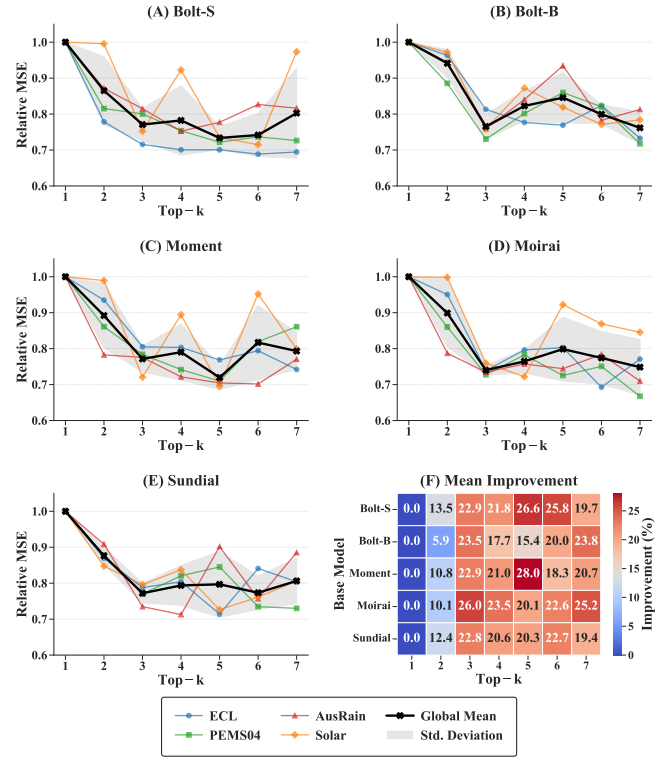 (A) Bolt-S
Relative MSE
1.0
0.9
0.8
0.7
0.6
1 2 3 4 5 6 7
Top−k
(B) Bolt-B
1.0
0.9
0.8
0.7
0.6
1 2 3 4 5 6 7
Top−k
(C) Moment
Relative MSE
1.0
0.9
0.8
0.7
0.6
1 2 3 4 5 6 7
Top−k
(D) Moirai
1.0
0.9
0.8
0.7
0.6
1 2 3 4 5 6 7
Top−k
(E) Sundial
Relative MSE
1.0
0.9
0.8
0.7
0.6
1 2 3 4 5 6 7
Top−k
(F) Mean Improvement
Base Model
Bolt-S 0.0 13.5 22.9 21.8 26.6 25.8 19.7
Bolt-B 0.0 5.9 23.5 17.7 15.4 20.0 23.8
Moment 0.0 10.8 22.9 21.0 28.0 18.3 20.7
Moirai 0.0 10.1 26.0 23.5 20.1 22.6 25.2
Sundial 0.0 12.4 22.8 20.6 20.3 22.7 19.4
1 2 3 4 5 6 7
Top−k
25
20
15
10
5
0
Improvement (%)
ECL AusRain Global Mean
PEMS04 Solar Std. Deviation